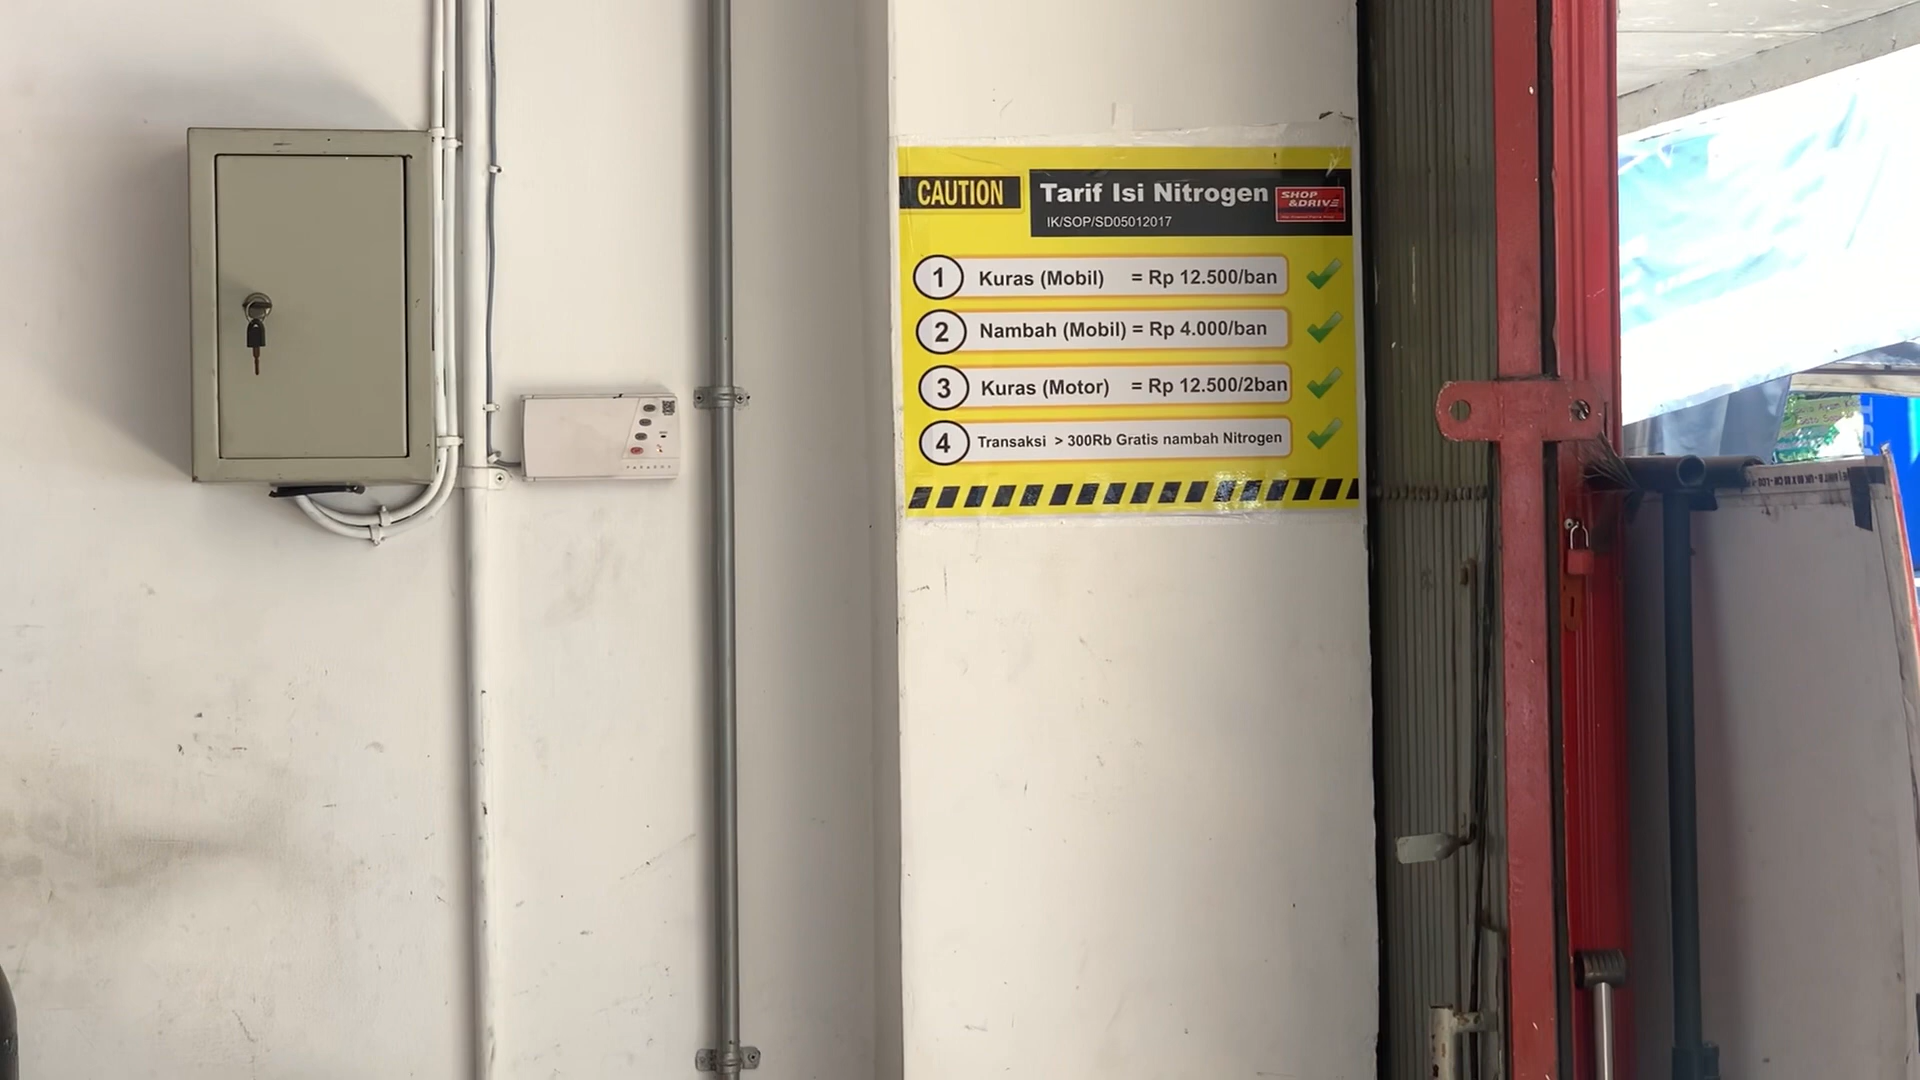 CAUTION
Tarif Isi Nitrogen
SHOP
&DRIVE
IK/SOP/SD05012017
1 Kuras (Mobil) = Rp 12.500/ban
2 Nambah (Mobil) = Rp 4.000/ban
3 Kuras (Motor) = Rp 12.500/2ban
4 Transaksi > 300Rb Gratis nambah Nitrogen